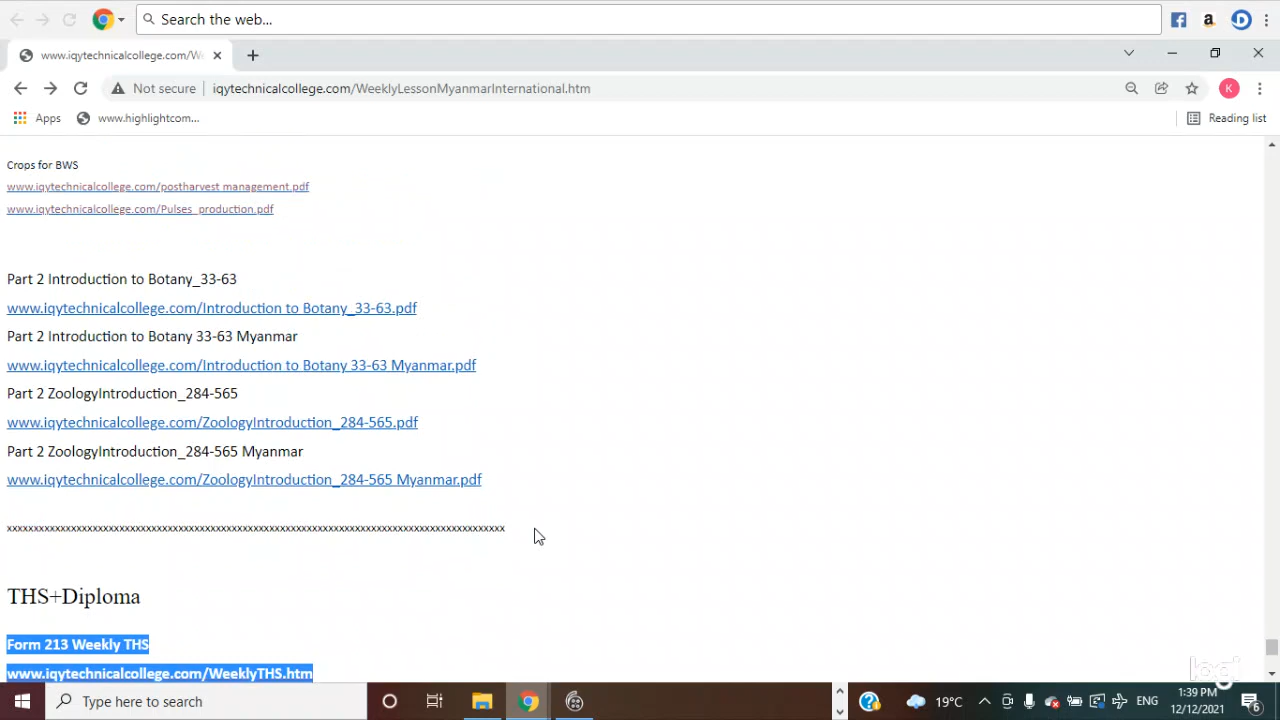 Search the web...
www.iqytechnicalcollege.com/We
Not secure iqytechnicalcollege.com/WeeklyLessonMyanmarInternational.htm
K
Apps www.highlightcom... Reading list
Crops for BWS
www.iqytechnicalcollege.com/postharvest management.pdf
www.iqytechnicalcollege.com/Pulses_production.pdf
Part 2 Introduction to Botany_33-63
www.iqytechnicalcollege.com/Introduction to Botany_33-63.pdf
Part 2 Introduction to Botany 33-63 Myanmar
www.iqytechnicalcollege.com/Introduction to Botany 33-63 Myanmar.pdf
Part 2 ZoologyIntroduction_284-565
www.iqytechnicalcollege.com/ZoologyIntroduction_284-565.pdf
Part 2 ZoologyIntroduction_284-565 Myanmar
www.iqytechnicalcollege.com/ZoologyIntroduction_284-565 Myanmar.pdf
THS+Diploma
Form 213 Weekly THS
www.iqytechnicalcollege.com/WeeklyTHS.htm
Type here to search 19°C ENG 1:39 PM
12/12/2021 6